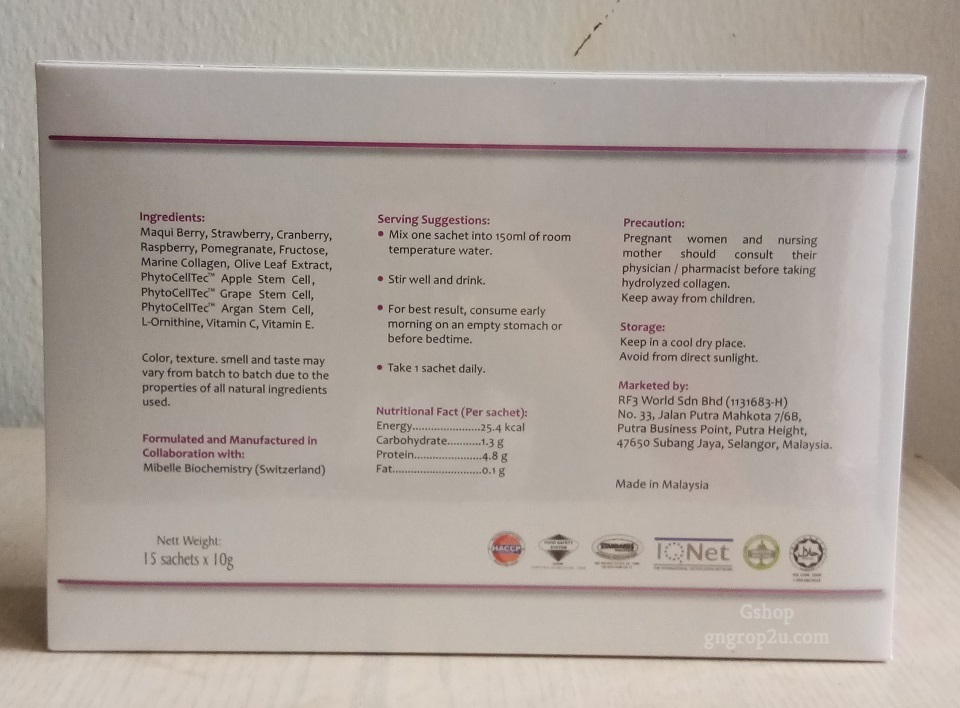 Ingredients:
Maqui Berry, Strawberry, Cranberry,
Raspberry, Pomegranate, Fructose,
Marine Collagen, Olive Leaf Extract,
PhytoCellTec™ Apple Stem Cell,
PhytoCellTec™ Grape Stem Cell,
PhytoCellTec™ Argan Stem Cell,
L-Ornithine, Vitamin C, Vitamin E.
Color, texture. smell and taste may
vary from batch to batch due to the
properties of all natural ingredients
used.
Formulated and Manufactured in
Collaboration with:
Mibelle Biochemistry (Switzerland)
Nett Weight:
15 sachets x 10g
Serving Suggestions:
• Mix one sachet into 150ml of room
temperature water.
• Stir well and drink.
• For best result, consume early
morning on an empty stomach or
before bedtime.
• Take 1 sachet daily.
Nutritional Fact (Per sachet):
Energy......................25.4 kcal
Carbohydrate...........1.3 g
Protein......................4.8 g
Fat.............................0.1 g
Precaution:
Pregnant women and nursing
mother should consult their
physician / pharmacist before taking
hydrolyzed collagen.
Keep away from children.
Storage:
Keep in a cool dry place.
Avoid from direct sunlight.
Marketed by:
RF3 World Sdn Bhd (1131683-H)
No. 33, Jalan Putra Mahkota 7/6B,
Putra Business Point, Putra Height,
47650 Subang Jaya, Selangor, Malaysia.
Made in Malaysia
HACCP
FOOD SAFETY
SYSTEM
STANDARDS
IQNet
Gshop
gngrop2u.com